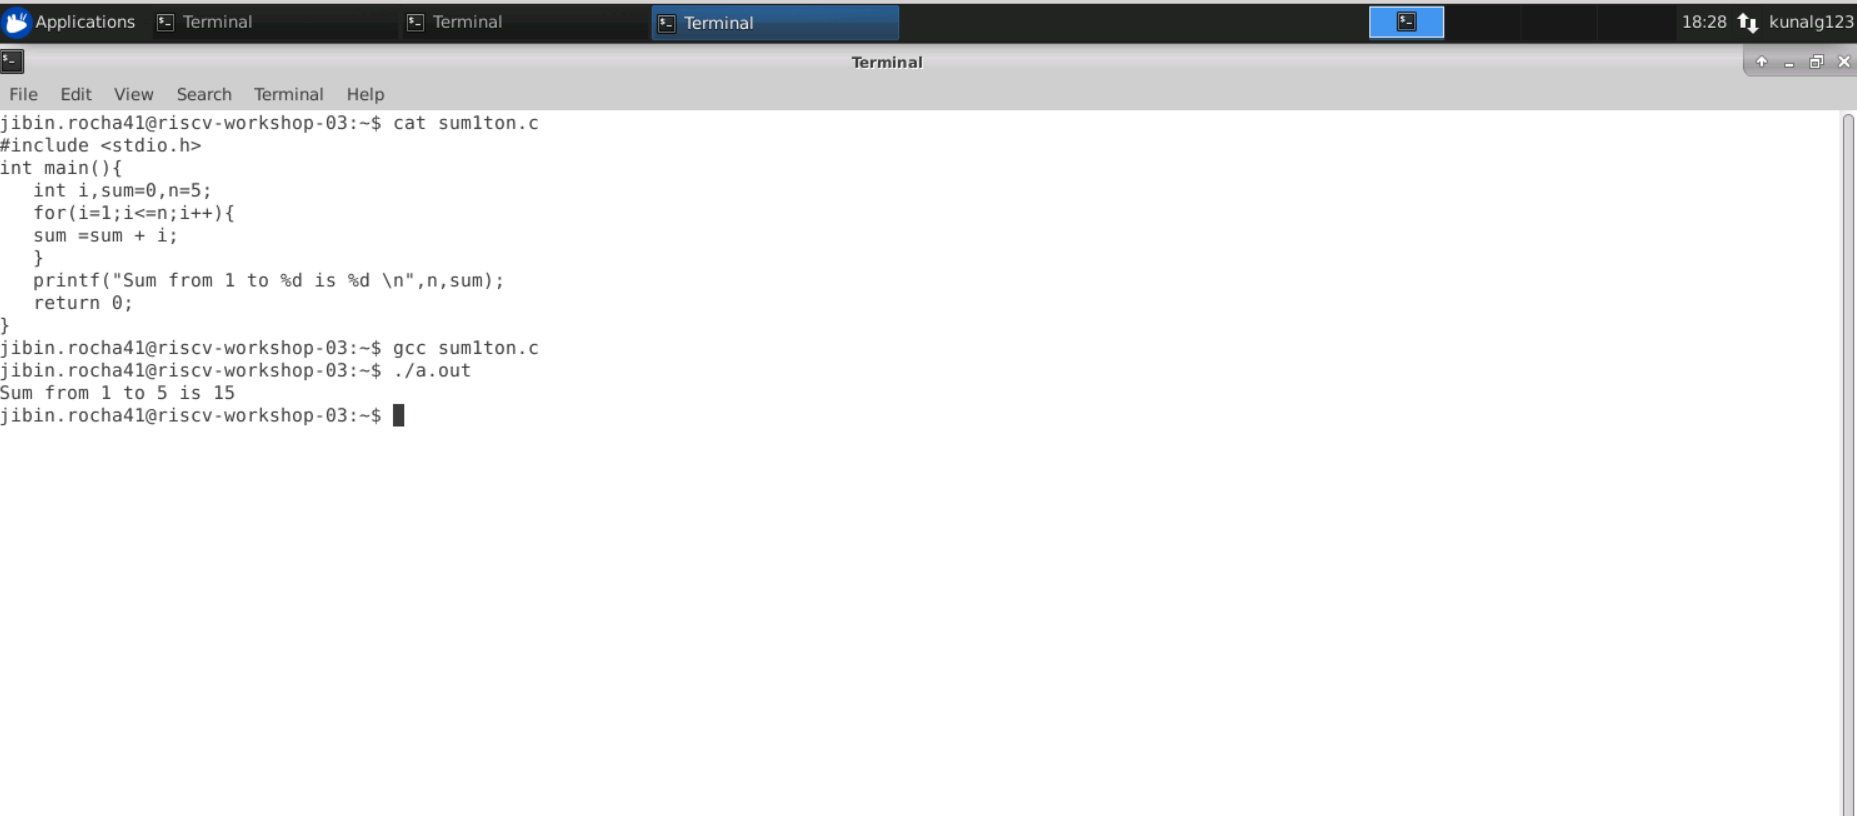 Applications Terminal Terminal Terminal 18:28 kunalg123
Terminal
File Edit View Search Terminal Help
jibin.rocha41@riscv-workshop-03:~$ cat sum1ton.c
#include <stdio.h>
int main(){
   int i,sum=0,n=5;
   for(i=1;i<=n;i++){
   sum =sum + i;
   }
   printf("Sum from 1 to %d is %d \n",n,sum);
   return 0;
}
jibin.rocha41@riscv-workshop-03:~$ gcc sum1ton.c
jibin.rocha41@riscv-workshop-03:~$ ./a.out
Sum from 1 to 5 is 15
jibin.rocha41@riscv-workshop-03:~$